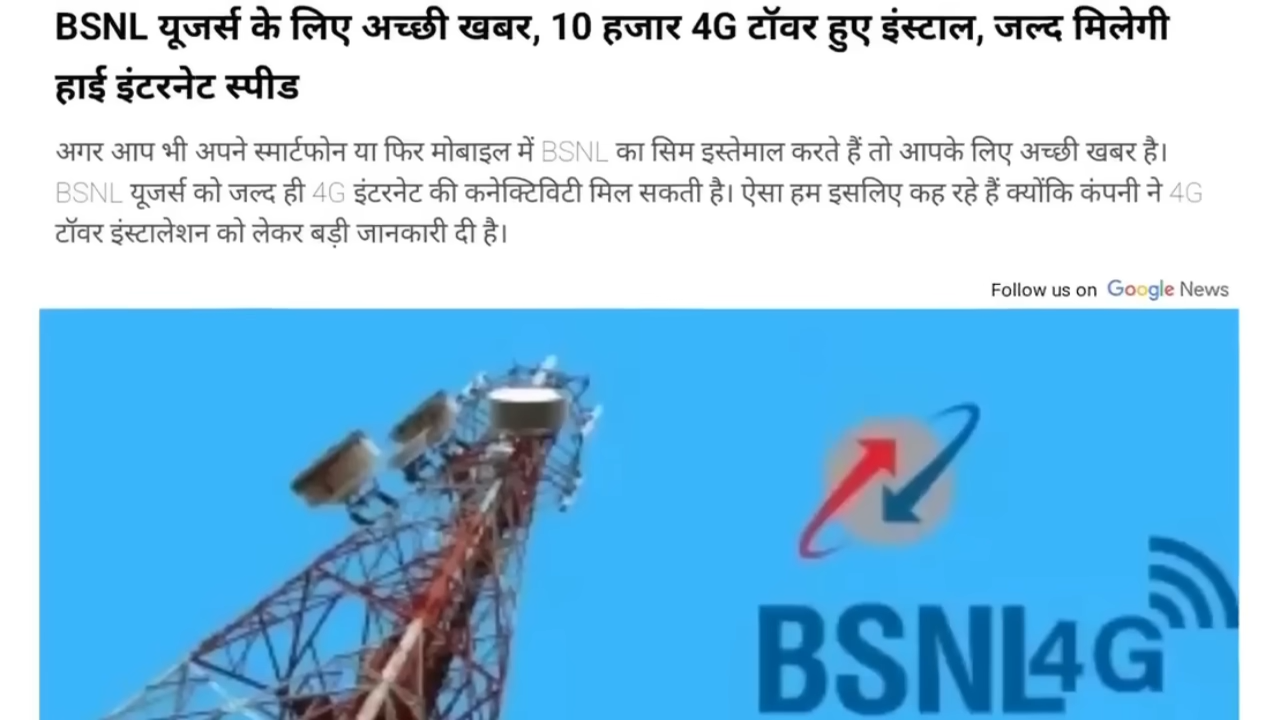 BSNL यूजर्स के लिए अच्छी खबर, 10 हजार 4G टॉवर हुए इंस्टाल, जल्द मिलेगी
हाई इंटरनेट स्पीड
अगर आप भी अपने स्मार्टफोन या फिर मोबाइल में BSNL का सिम इस्तेमाल करते हैं तो आपके लिए अच्छी खबर है।
BSNL यूजर्स को जल्द ही 4G इंटरनेट की कनेक्टिविटी मिल सकती है। ऐसा हम इसलिए कह रहे हैं क्योंकि कंपनी ने 4G
टॉवर इंस्टालेशन को लेकर बड़ी जानकारी दी है।
Follow us on Google News
BSNL 4G